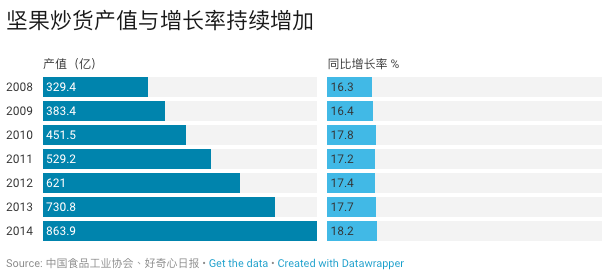 坚果炒货产值与增长率持续增加
产值（亿） 同比增长率 %
2008 329.4 16.3
2009 383.4 16.4
2010 451.5 17.8
2011 529.2 17.2
2012 621 17.4
2013 730.8 17.7
2014 863.9 18.2
Source: 中国食品工业协会、好奇心日报 • Get the data • Created with Datawrapper